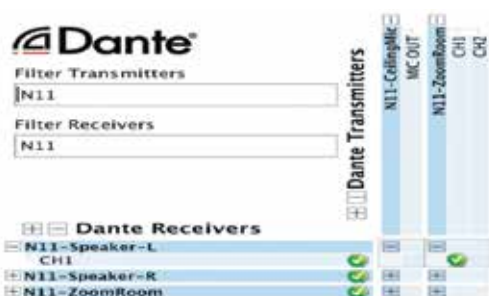 Dante®
Filter Transmitters
N11
Filter Receivers
N11
Dante Transmitters
N11-CeilingMic
MIC OUT
N11-ZoomRoom
CH1
CH2
Dante Receivers
N11-Speaker-L
CH1
N11-Speaker-R
N11-ZoomRoom